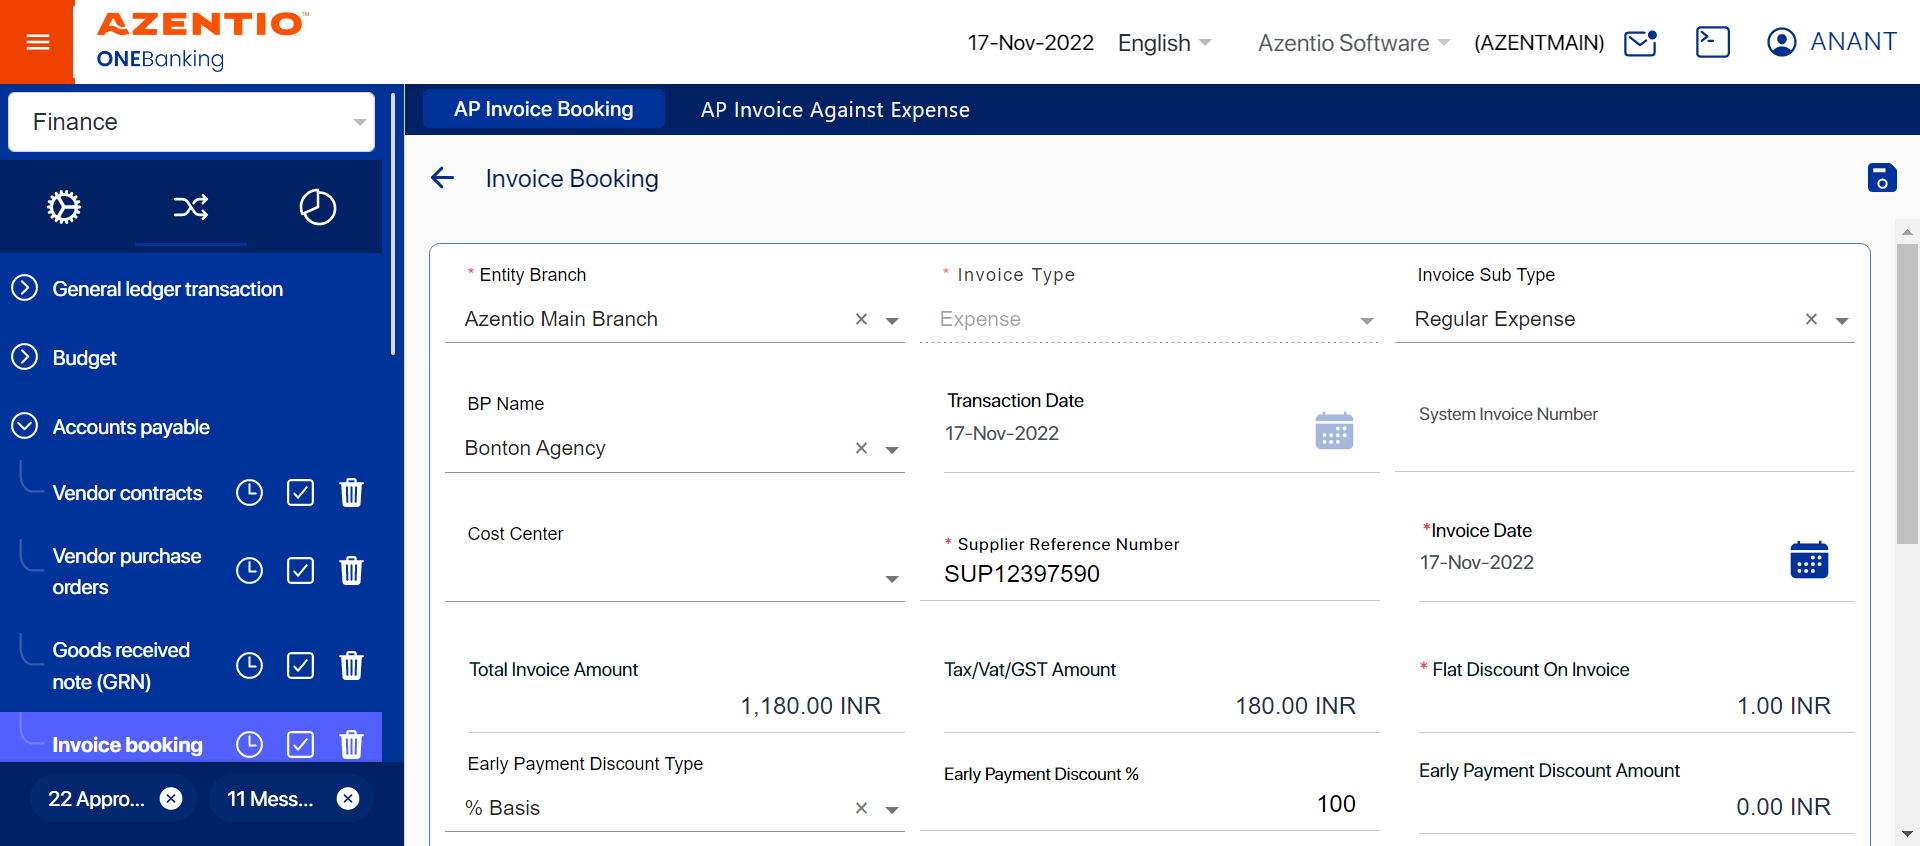 AZENTIO™
ONEBanking
17-Nov-2022
English
Azentio Software
(AZENTMAIN)
ANANT
Finance
General ledger transaction
Budget
Accounts payable
Vendor contracts
Vendor purchase
orders
Goods received
note (GRN)
Invoice booking
22 Appro...
11 Mess...
AP Invoice Booking
AP Invoice Against Expense
Invoice Booking
* Entity Branch
Azentio Main Branch
* Invoice Type
Expense
Invoice Sub Type
Regular Expense
BP Name
Bonton Agency
Transaction Date
17-Nov-2022
System Invoice Number
Cost Center
* Supplier Reference Number
SUP12397590
*Invoice Date
17-Nov-2022
Total Invoice Amount
1,180.00 INR
Tax/Vat/GST Amount
180.00 INR
* Flat Discount On Invoice
1.00 INR
Early Payment Discount Type
% Basis
Early Payment Discount %
100
Early Payment Discount Amount
0.00 INR